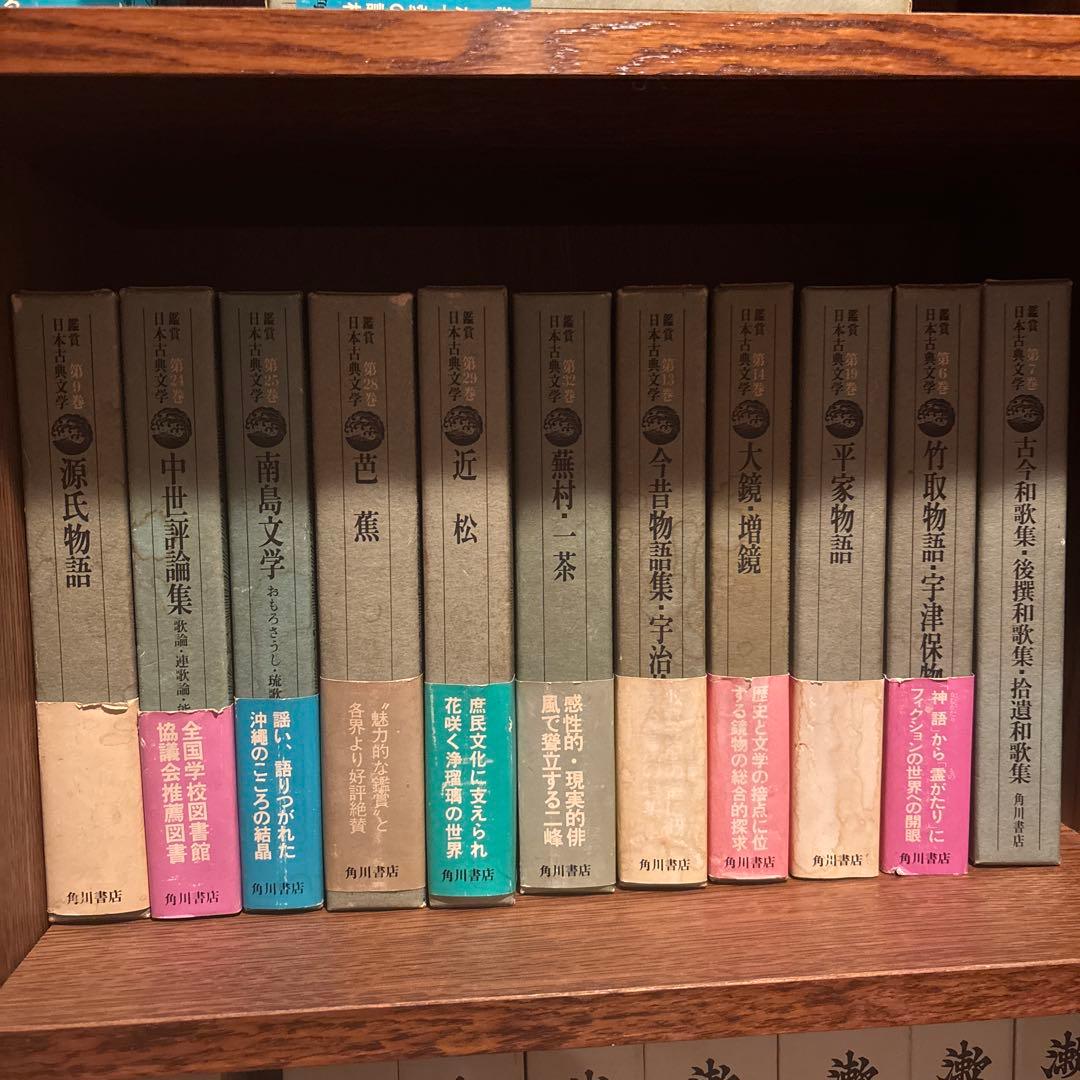 鑑賞
日本古典文学
第9巻
源氏物語
角川書店
鑑賞
日本古典文学
第24巻
中世評論集
歌論・連歌論・
全国学校図書館
協議会推薦図書
角川書店
鑑賞
日本古典文学
第25巻
南島文学
おもろさうし・琉歌
謡い、語りつがれた
沖縄のこころの結晶
角川書店
鑑賞
日本古典文学
第28巻
芭蕉
“魅力的な鑑賞”と
各界より好評絶賛
角川書店
鑑賞
日本古典文学
第29巻
近松
庶民文化に支えられ
花咲く浄瑠璃の世界
角川書店
鑑賞
日本古典文学
第32巻
蕪村・一茶
感性的・現実的俳
風で聳立する二峰
角川書店
鑑賞
日本古典文学
第13巻
今昔物語集・宇治
角川書店
鑑賞
日本古典文学
第14巻
大鏡・増鏡
歴史と文学の接点に位
する鏡物の総合的探求
角川書店
鑑賞
日本古典文学
第19巻
平家物語
角川書店
鑑賞
日本古典文学
第6巻
竹取物語・宇津保物
「神語」から「霊がたり」に
フィクションの世界への開眼
角川書店
鑑賞
日本古典文学
第7巻
古今和歌集・後撰和歌集・拾遺和歌集
角川書店
漱
漱
漱
漱